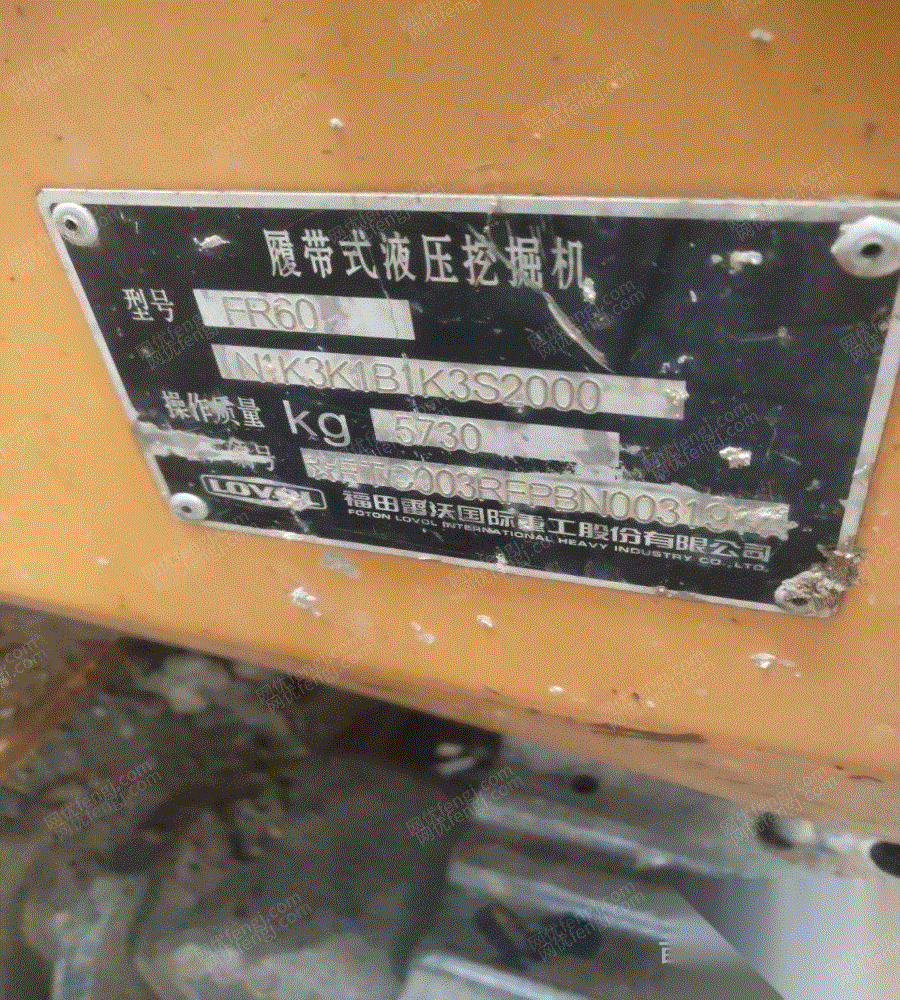 履带式液压挖掘机
型号 FR60
N1K3K1B1K3S2000
操作质量 kg 5730
LOVOL 福田雷沃国际重工股份有限公司
FOTON LOVOL INTERNATIONAL HEAVY INDUSTRY CO., LTD.